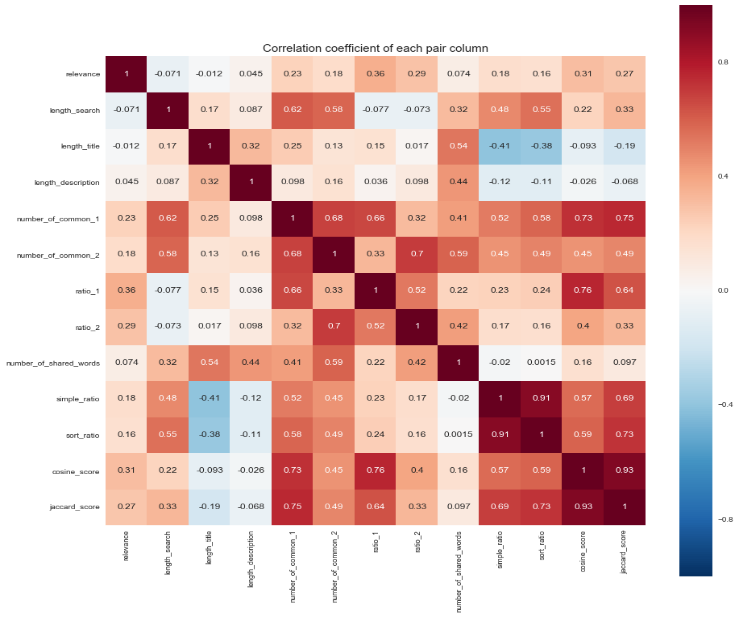 Correlation coefficient of each pair column
relevance 1 -0.071 -0.012 0.045 0.23 0.18 0.36 0.29 0.074 0.18 0.16 0.31 0.27
length_search -0.071 1 0.17 0.087 0.62 0.58 -0.077 -0.073 0.32 0.48 0.55 0.22 0.33
length_title -0.012 0.17 1 0.32 0.25 0.13 0.15 0.017 0.54 -0.41 -0.38 -0.093 -0.19
length_description 0.045 0.087 0.32 1 0.098 0.16 0.036 0.098 0.44 -0.12 -0.11 -0.026 -0.068
number_of_common_1 0.23 0.62 0.25 0.098 1 0.68 0.66 0.32 0.41 0.52 0.58 0.73 0.75
number_of_common_2 0.18 0.58 0.13 0.16 0.68 1 0.33 0.7 0.59 0.45 0.49 0.45 0.49
ratio_1 0.36 -0.077 0.15 0.036 0.66 0.33 1 0.52 0.22 0.23 0.24 0.76 0.64
ratio_2 0.29 -0.073 0.017 0.098 0.32 0.7 0.52 1 0.42 0.17 0.16 0.4 0.33
number_of_shared_words 0.074 0.32 0.54 0.44 0.41 0.59 0.22 0.42 1 -0.02 0.0015 0.16 0.097
simple_ratio 0.18 0.48 -0.41 -0.12 0.52 0.45 0.23 0.17 -0.02 1 0.91 0.57 0.69
sort_ratio 0.16 0.55 -0.38 -0.11 0.58 0.49 0.24 0.16 0.0015 0.91 1 0.59 0.73
cosine_score 0.31 0.22 -0.093 -0.026 0.73 0.45 0.76 0.4 0.16 0.57 0.59 1 0.93
jaccard_score 0.27 0.33 -0.19 -0.068 0.75 0.49 0.64 0.33 0.097 0.69 0.73 0.93 1
relevance
length_search
length_title
length_description
number_of_common_1
number_of_common_2
ratio_1
ratio_2
number_of_shared_words
simple_ratio
sort_ratio
cosine_score
jaccard_score
0.8
0.4
0.0
−0.4
−0.8